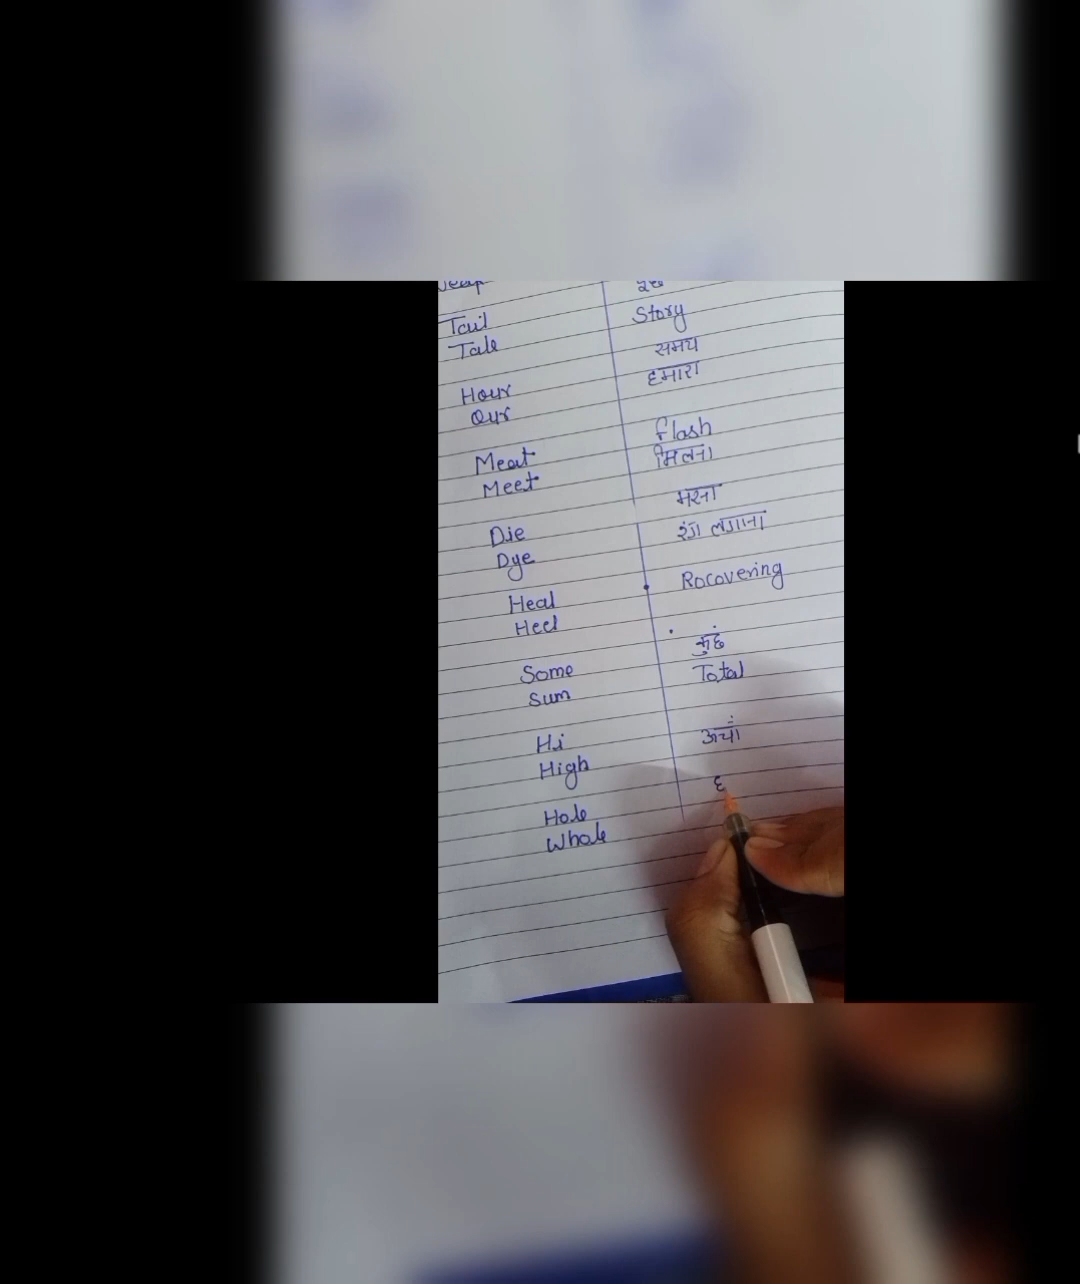 पूंछ
Tail
Story
Tale
समय
Hour
हमारा
Our
flash
Meat
मिलना
Meet
मरना
Die
रंग लगाना
Dye
Rocovering
Heal
Heel
कुंछ
Some
Total
Sum
Hi
अचां
High
Hole
Whole